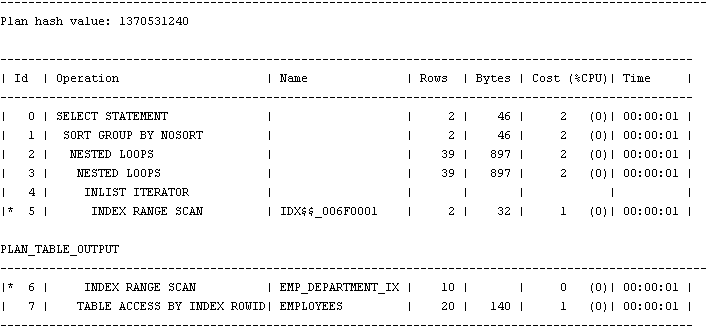 --------------------------------------------------------------------------------
Plan hash value: 1370531240
--------------------------------------------------------------------------------
| Id  | Operation                    | Name              | Rows  | Bytes | Cost (%CPU)| Time     |
--------------------------------------------------------------------------------
|   0 | SELECT STATEMENT             |                   |     2 |    46 |     2   (0)| 00:00:01 |
|   1 |  SORT GROUP BY NOSORT        |                   |     2 |    46 |     2   (0)| 00:00:01 |
|   2 |   NESTED LOOPS               |                   |    39 |   897 |     2   (0)| 00:00:01 |
|   3 |    NESTED LOOPS              |                   |    39 |   897 |     2   (0)| 00:00:01 |
|   4 |     INLIST ITERATOR          |                   |       |       |            |          |
|*  5 |      INDEX RANGE SCAN        | IDX$$_006F0001    |     2 |    32 |     1   (0)| 00:00:01 |
PLAN_TABLE_OUTPUT
--------------------------------------------------------------------------------
|*  6 |     INDEX RANGE SCAN         | EMP_DEPARTMENT_IX |    10 |       |     0   (0)| 00:00:01 |
|   7 |    TABLE ACCESS BY INDEX ROWID| EMPLOYEES         |    20 |   140 |     1   (0)| 00:00:01 |
--------------------------------------------------------------------------------